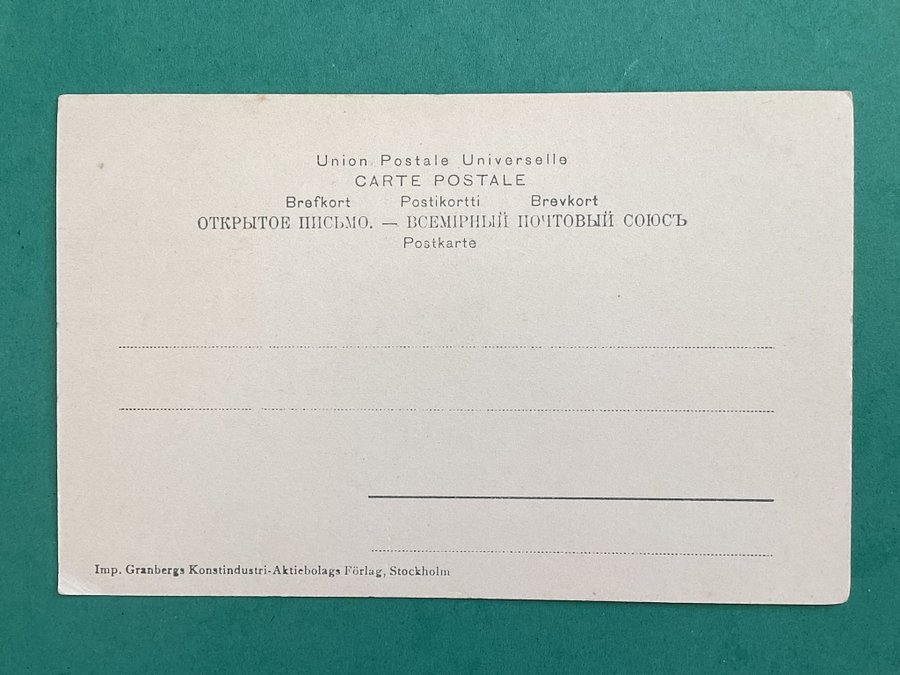 Union Postale Universelle
CARTE POSTALE
Brefkort Postikortti Brevkort
ОТКРЫТОЕ ПИСЬМО. — ВСЕМІРНЫЙ ПОЧТОВЫЙ СОЮСЪ
Postkarte
Imp. Granbergs Konstindustri-Aktiebolags Förlag, Stockholm